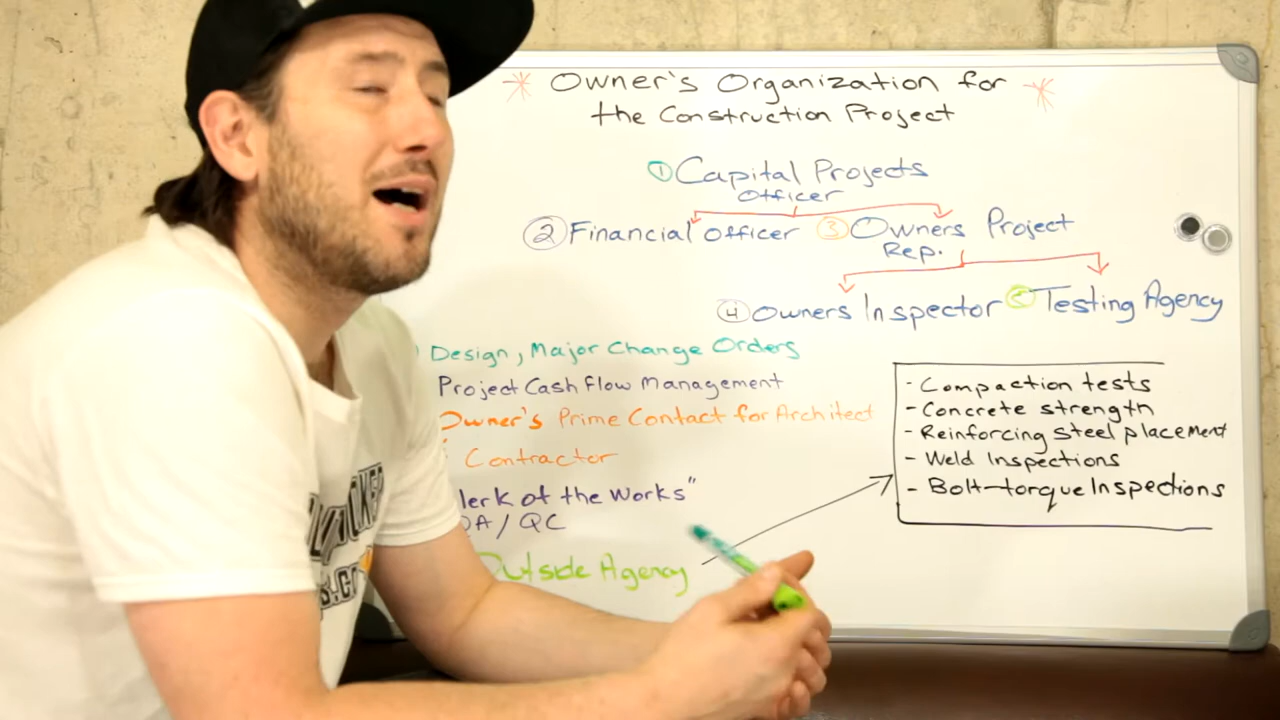 Owner's Organization for
the Construction Project
① Capital Projects
Officer
② Financial officer ③ Owners Project
Rep.
④ Owners Inspector ⑤ Testing Agency
Design, Major Change Orders
Project Cash flow Management
Owner's Prime Contact for Architect
Contractor
lerk of the Works"
QA / QC
Outside Agency
- Compaction tests
- Concrete strength
- Reinforcing steel placement
- Weld Inspections
- Bolt-torque Inspections